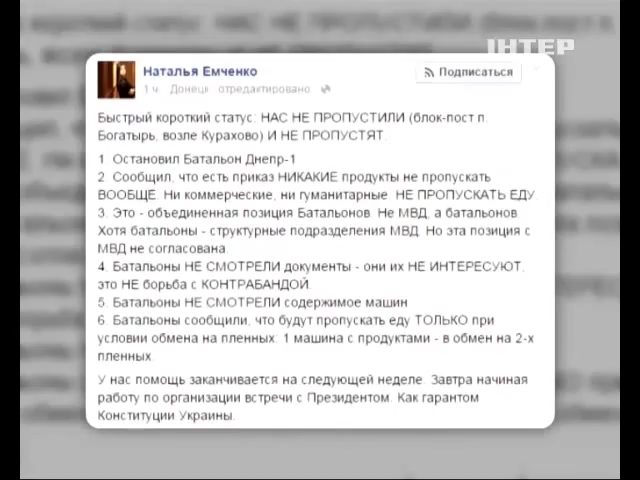 ІНТЕР
Наталья Емченко
Подписаться
1 ч Донецк отредактировано
Быстрый короткий статус: НАС НЕ ПРОПУСТИЛИ (блок-пост п.
Богатырь, возле Курахово) И НЕ ПРОПУСТЯТ.
1 Остановил Батальон Днепр-1
2. Сообщил, что есть приказ НИКАКИЕ продукты не пропускать
ВООБЩЕ. Ни коммерческие, ни гуманитарные. НЕ ПРОПУСКАТЬ ЕДУ
3. Это - объединенная позиция Батальонов. Не МВД, а батальонов.
Хотя батальоны - структурные подразделения МВД. Но эта позиция с
МВД не согласована.
4. Батальоны НЕ СМОТРЕЛИ документы - они их НЕ ИНТЕРЕСУЮТ,
это НЕ борьба с КОНТРАБАНДОЙ.
5. Батальоны НЕ СМОТРЕЛИ содержимое машин
6. Батальоны сообщили, что будут пропускать еду ТОЛЬКО при
условии обмена на пленных: 1 машина с продуктами - в обмен на 2-х
пленных.
У нас помощь заканчивается на следующей неделе. Завтра начиная
работу по организации встречи с Президентом. Как гарантом
Конституции Украины.